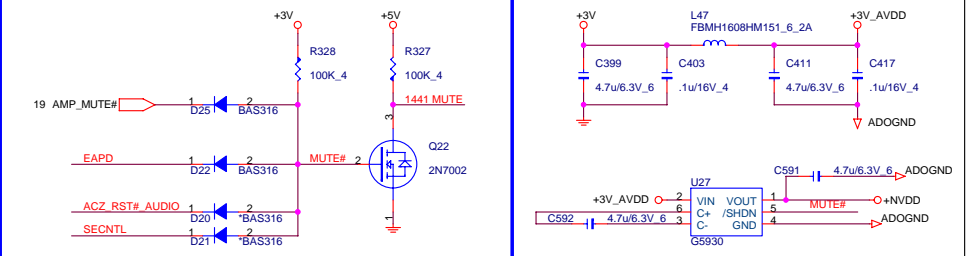 +3V
+5V
R328
100K_4
R327
100K_4
19 AMP_MUTE#
1
2
D25
BAS316
1441 MUTE
3
EAPD
1
2
D22
BAS316
MUTE#
2
Q22
2N7002
1
ACZ_RST#_AUDIO
1
2
D20
*BAS316
SECNTL
1
2
D21
*BAS316
+3V
L47
FBMH1608HM151_6_2A
+3V_AVDD
C399
4.7u/6.3V_6
C403
.1u/16V_4
C411
4.7u/6.3V_6
C417
.1u/16V_4
ADOGND
C591
4.7u/6.3V_6
ADOGND
U27
+3V_AVDD
2
VIN
VOUT
1
+NVDD
6
C+
/SHDN
5
MUTE#
C592
4.7u/6.3V_6
3
C-
GND
4
ADOGND
G5930